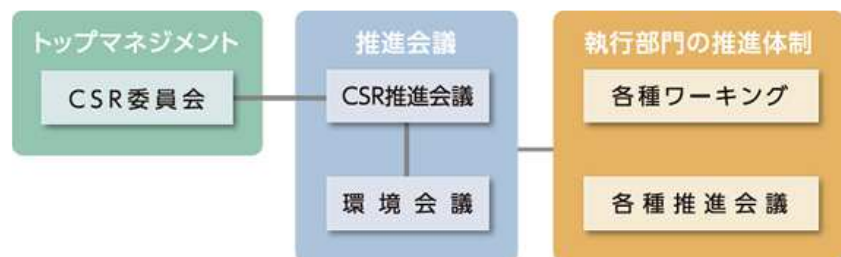 トップマネジメント
CSR委員会
推進会議
CSR推進会議
環境会議
執行部門の推進体制
各種ワーキング
各種推進会議